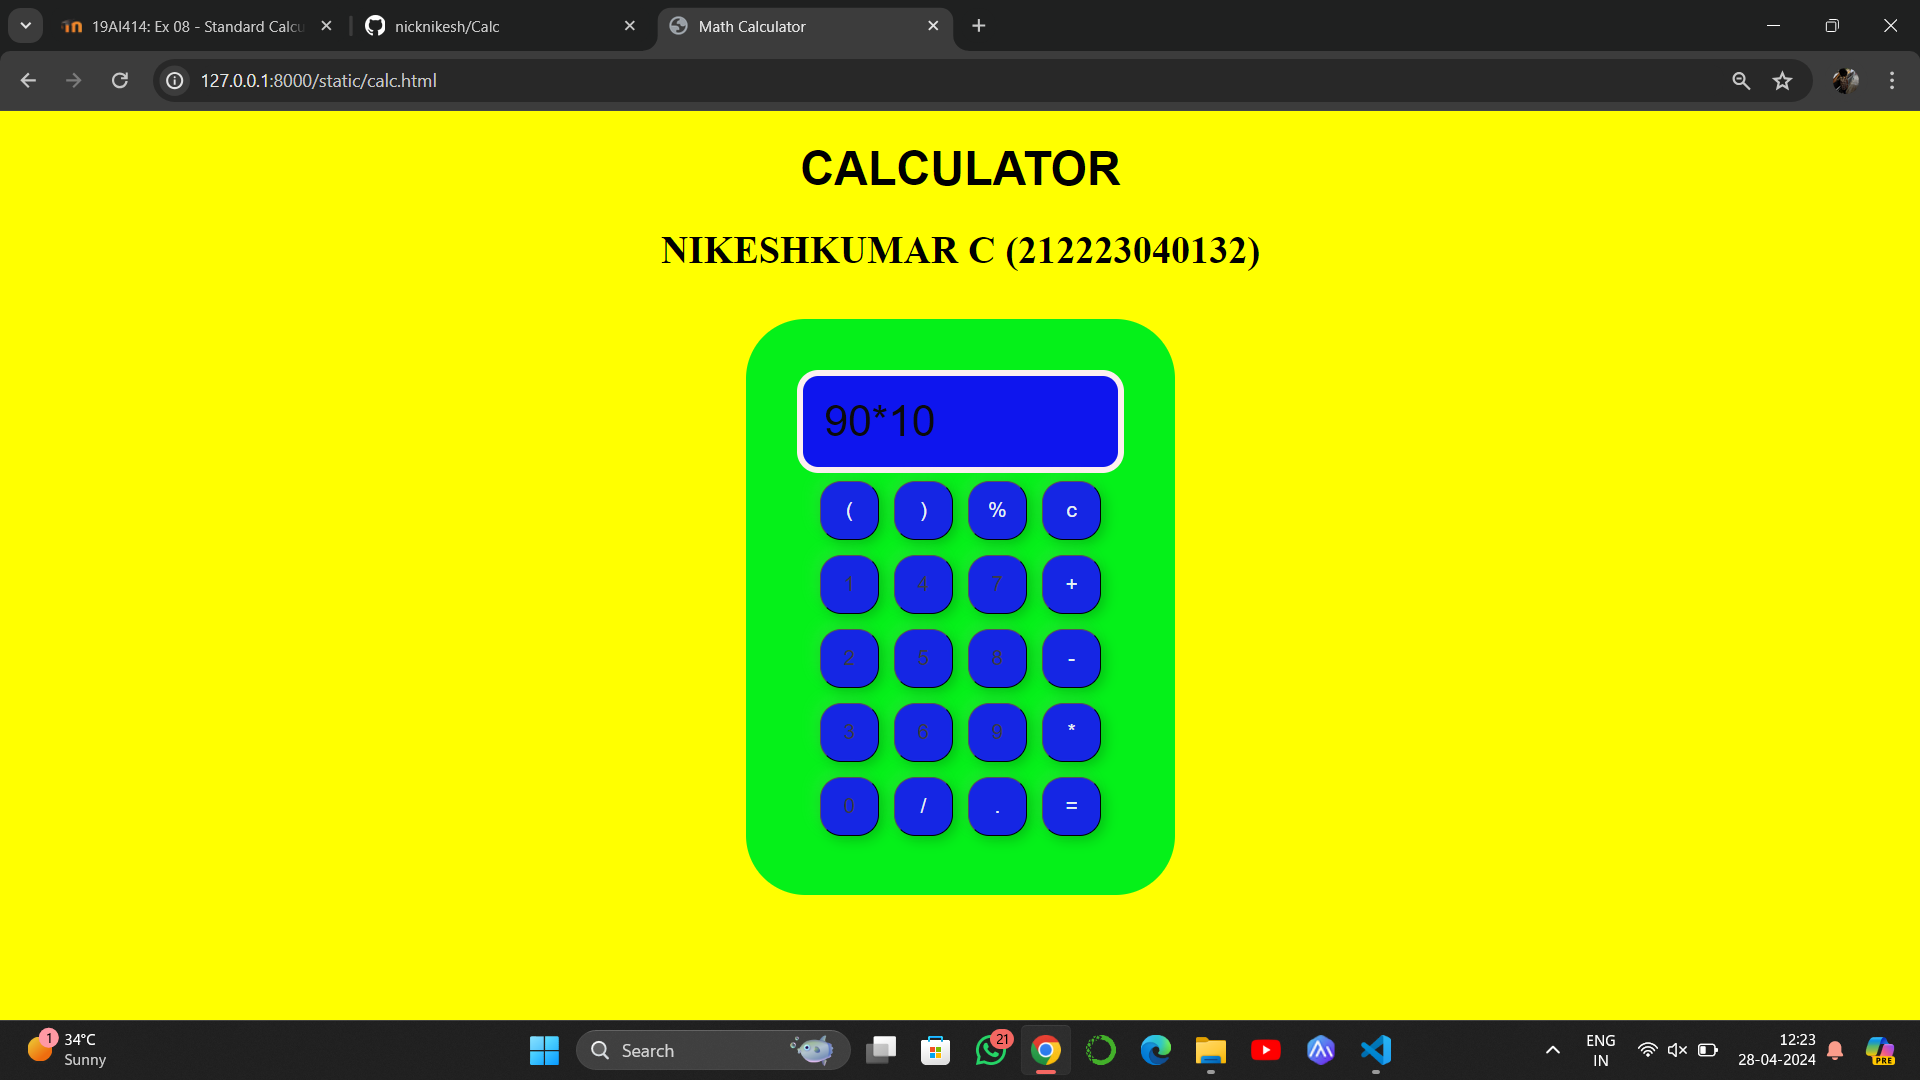 19AI414: Ex 08 - Standard Calcu
nicknikesh/Calc
Math Calculator
127.0.0.1:8000/static/calc.html
CALCULATOR
NIKESHKUMAR C (212223040132)
90*10
( ) % c
1 4 7 +
2 5 8 -
3 6 9 *
0 / . =
1
34°C
Sunny
Search
21
ENG
IN
12:23
28-04-2024
PRE